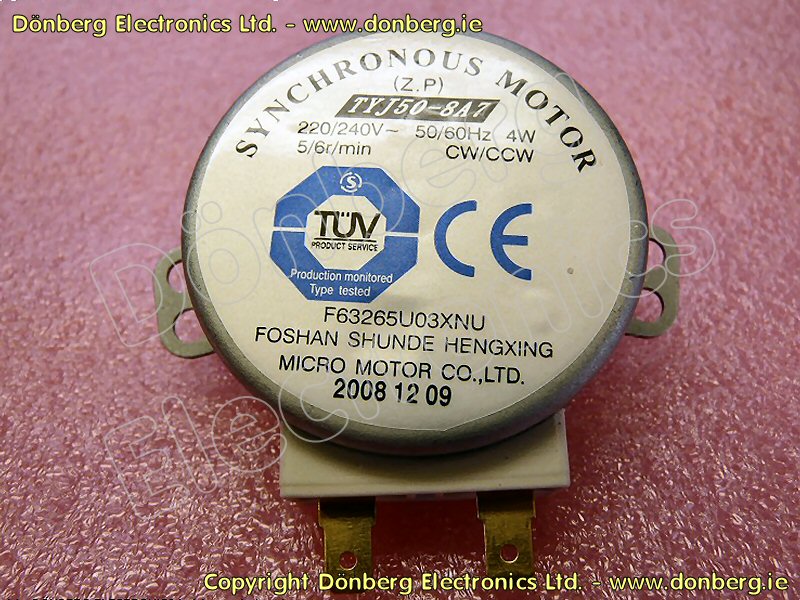 Dönberg Electronics Ltd. - www.donberg.ie
SYNCHRONOUS MOTOR
(Z.P)
TYJ50-8A7
220/240V~ 50/60Hz 4W
5/6r/min CW/CCW
S
TÜV
PRODUCT SERVICE
CE
Production monitored
Type tested
F63265U03XNU
FOSHAN SHUNDE HENGXING
MICRO MOTOR CO.,LTD.
2008 12 09
Dönberg
Electronics
Copyright Dönberg Electronics Ltd. - www.donberg.ie